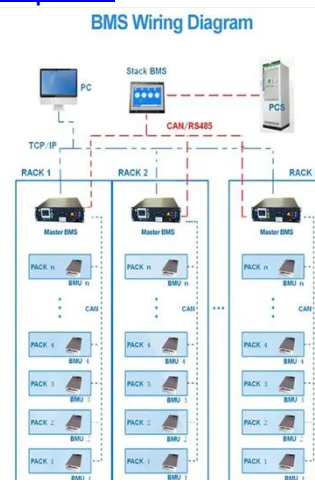 BMS Wiring Diagram
PC
Stack BMS
PCS
CAN/RS485
TCP/IP
RACK 1
RACK 2
RACK
Master BMS
Master BMS
Master BMS
PACK n
BMU n
PACK n
BMU n
PACK n
BMU n
CAN
CAN
CAN
PACK 4
BMU 4
PACK 4
BMU 4
PACK 4
BMU 4
PACK 3
BMU 3
PACK 3
BMU 3
PACK 3
BMU 3
PACK 2
BMU 2
PACK 2
BMU 2
PACK 2
BMU 2
PACK 1
BMU 1
PACK 1
BMU 1
PACK 1
BMU 1